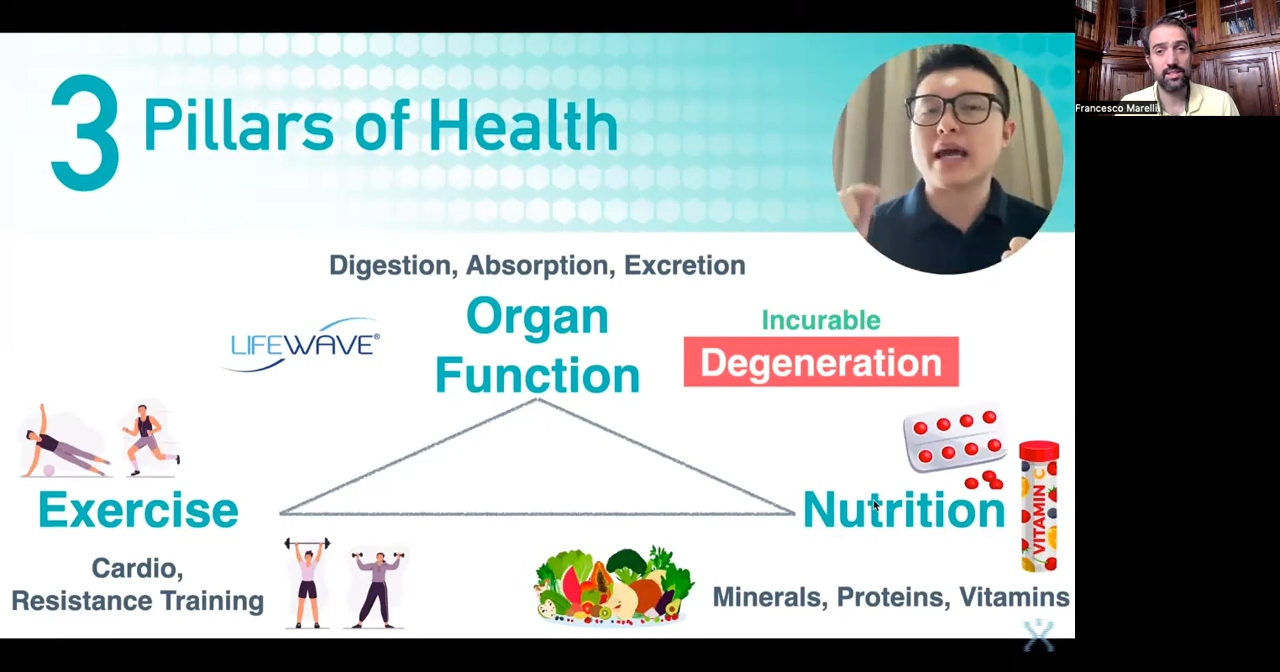 3 Pillars of Health
Francesco Marelli
Digestion, Absorption, Excretion
LIFEWAVE®
Organ
Function
Incurable
Degeneration
Exercise
Cardio,
Resistance Training
Nutrition
VITAMIN C
Minerals, Proteins, Vitamins